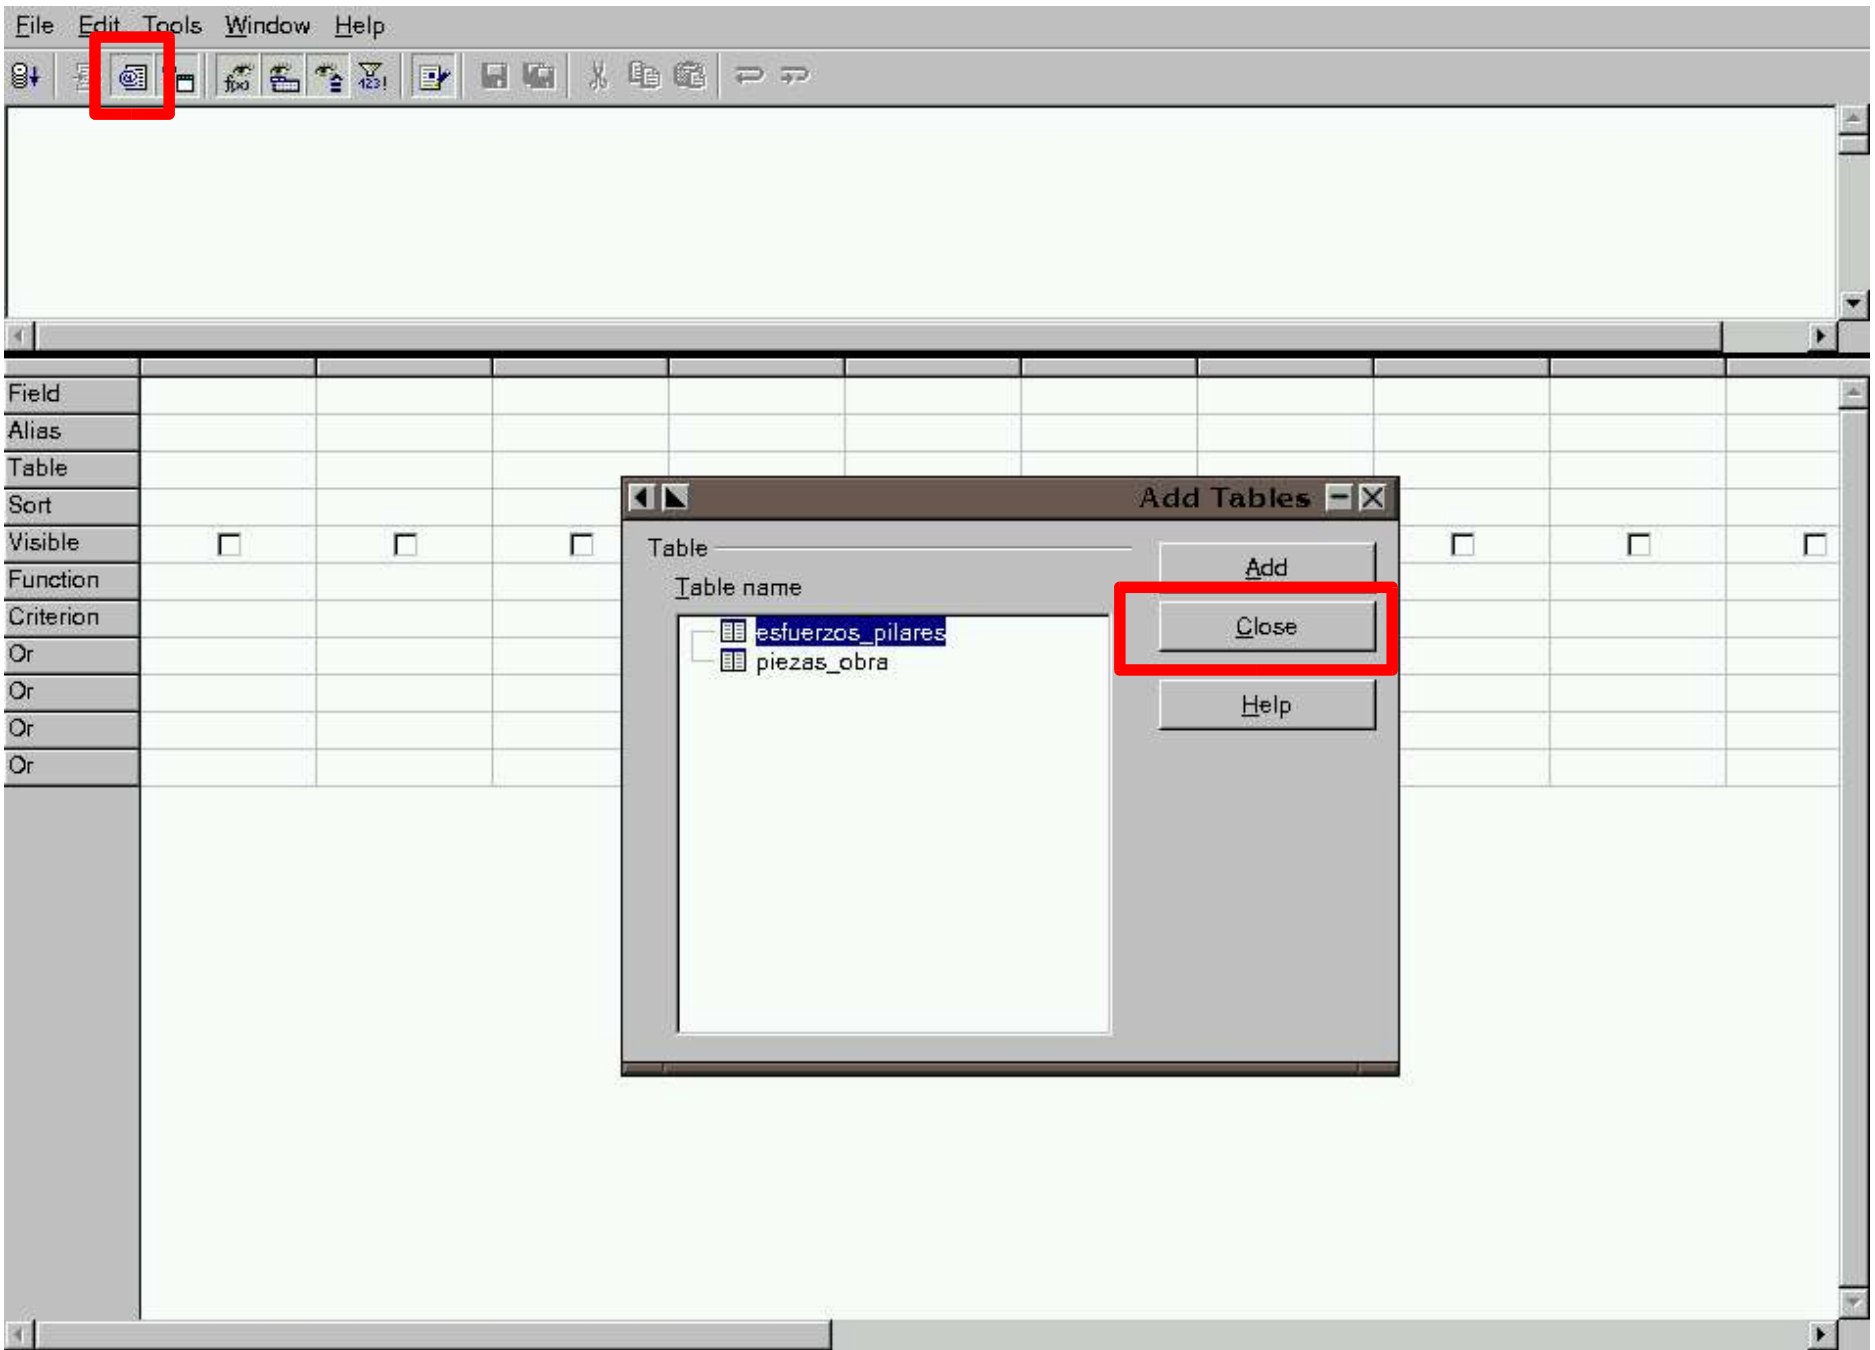 File Edit Tools Window Help
Field
Alias
Table
Sort
Visible
Function
Criterion
Or
Or
Or
Or
Add Tables
Table
Table name
esfuerzos_pilares
piezas_obra
Add
Close
Help